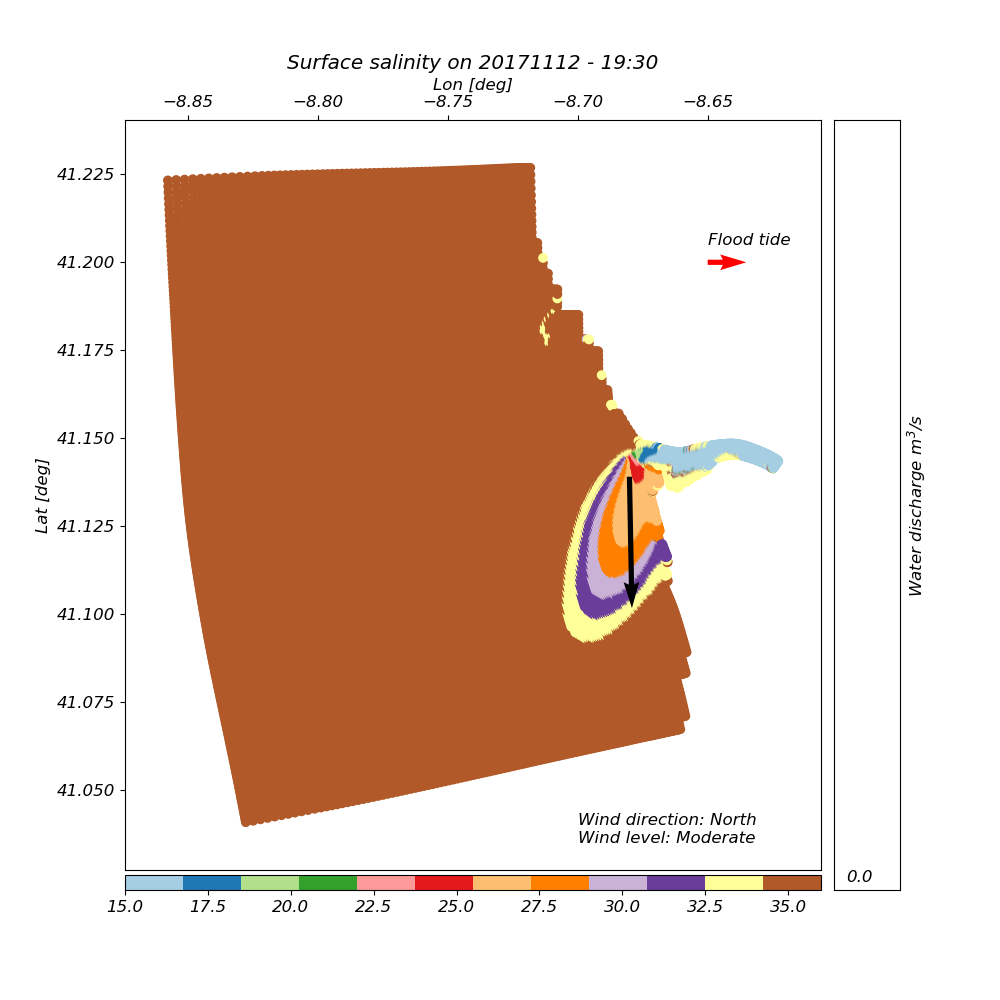 Surface salinity on 20171112 - 19:30
Lon [deg]
−8.85 −8.80 −8.75 −8.70 −8.65
41.225
41.200
41.175
41.150
41.125
41.100
41.075
41.050
Lat [deg]
Flood tide
Wind direction: North
Wind level: Moderate
Water discharge m³/s
0.0
15.0 17.5 20.0 22.5 25.0 27.5 30.0 32.5 35.0